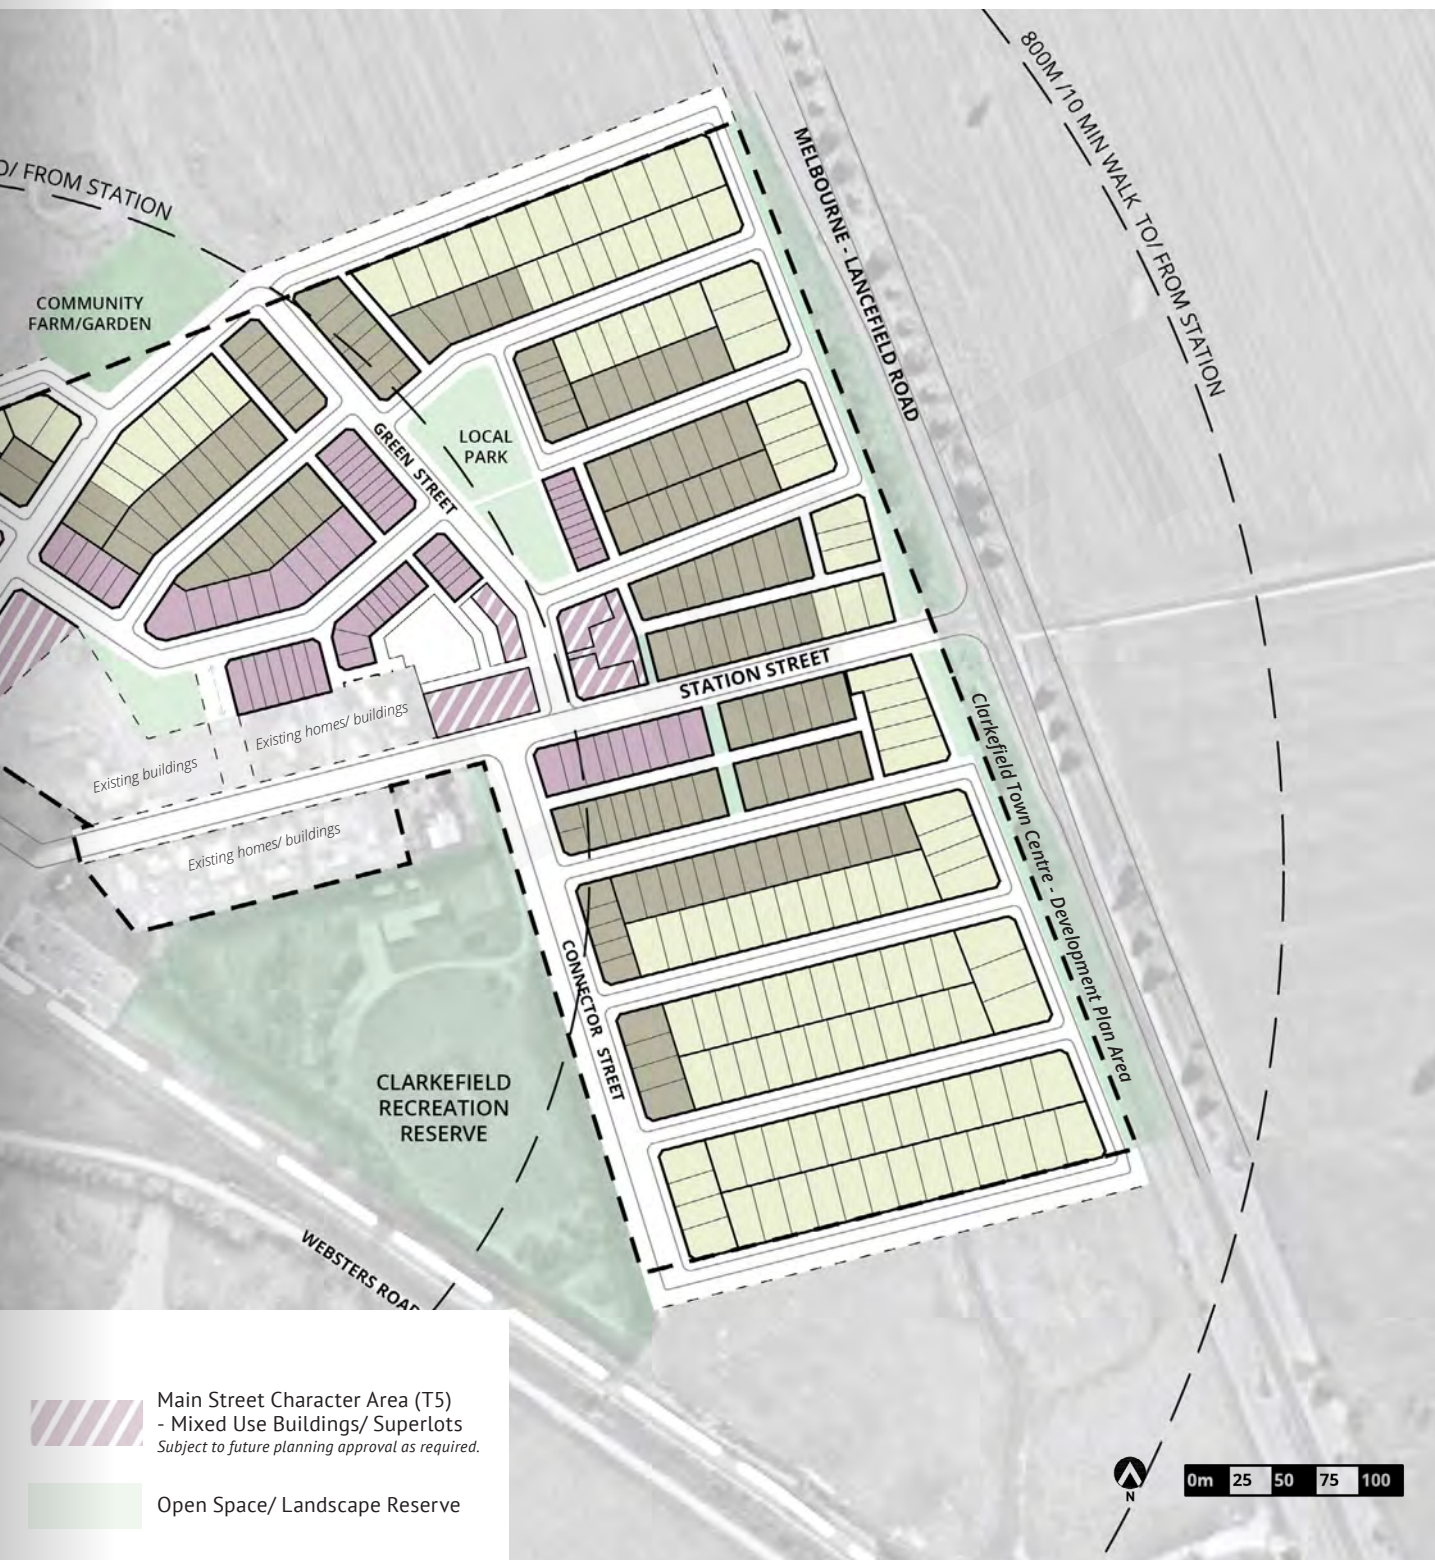 800M /10 MIN WALK TO/ FROM STATION
O/ FROM STATION
MELBOURNE - LANCEFIELD ROAD
COMMUNITY
FARM/GARDEN
LOCAL
PARK
GREEN STREET
STATION STREET
Existing homes/ buildings
Existing buildings
Existing homes/ buildings
Clarkefield Town Centre - Development Plan Area
CONNECTOR STREET
CLARKEFIELD
RECREATION
RESERVE
WEBSTERS ROAD
Main Street Character Area (T5)
- Mixed Use Buildings/ Superlots
Subject to future planning approval as required.
Open Space/ Landscape Reserve
N
0m 25 50 75 100